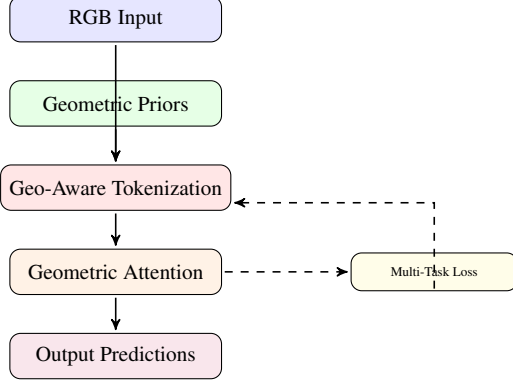 RGB Input
Geometric Priors
Geo-Aware Tokenization
Geometric Attention
Multi-Task Loss
Output Predictions